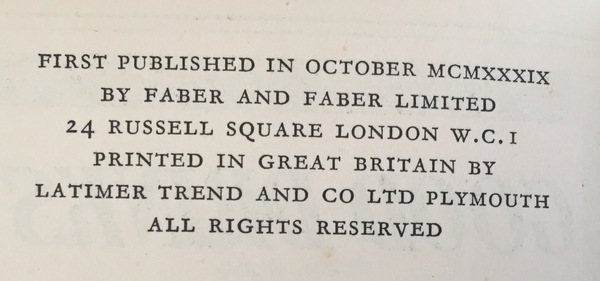 FIRST PUBLISHED IN OCTOBER MCMXXXIX
BY FABER AND FABER LIMITED
24 RUSSELL SQUARE LONDON W.C.1
PRINTED IN GREAT BRITAIN BY
LATIMER TREND AND CO LTD PLYMOUTH
ALL RIGHTS RESERVED